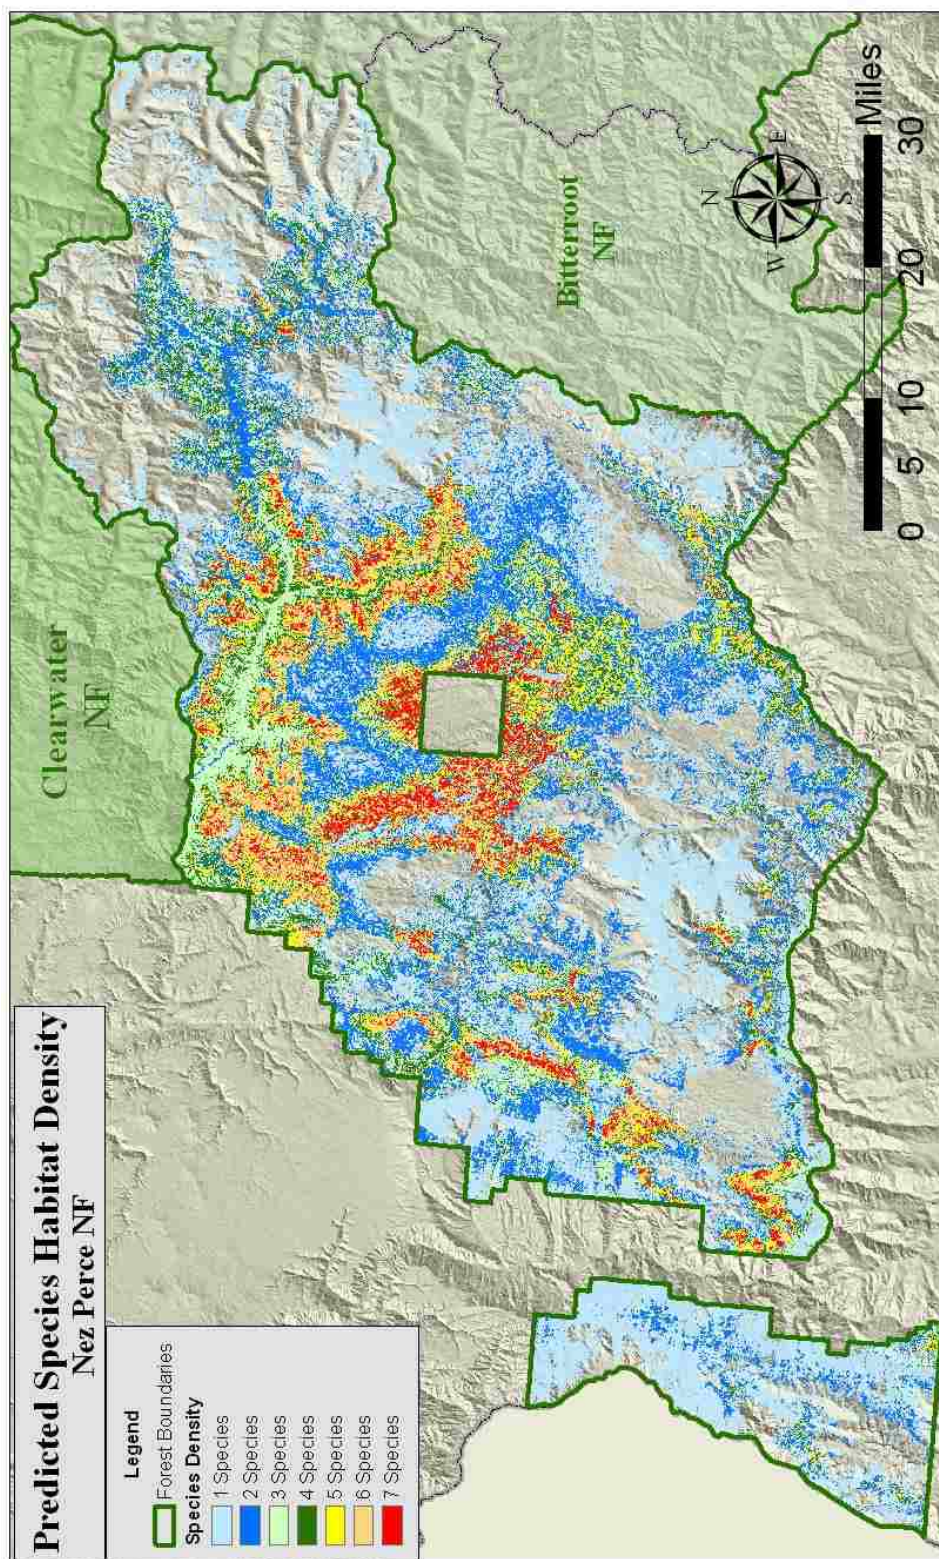 Predicted Species Habitat Density
Nez Perce NF
Legend
Forest Boundaries
Species Density
1 Species
2 Species
3 Species
4 Species
5 Species
6 Species
7 Species
Clearwater
NF
Bitterroot
NF
N
W
E
S
0
5
10
20
30
Miles